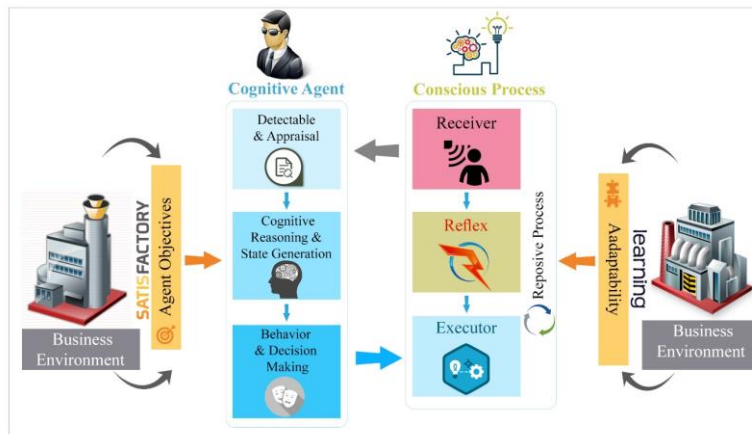 Cognitive Agent
Conscious Process
Detectable
& Appraisal
Cognitive
Reasoning &
State Generation
Behavior
& Decision
Making
Receiver
Reflex
Executor
Reposive Process
SATISFACTORY
Agent Objectives
Business
Environment
learning
Aadaptability
Business
Environment